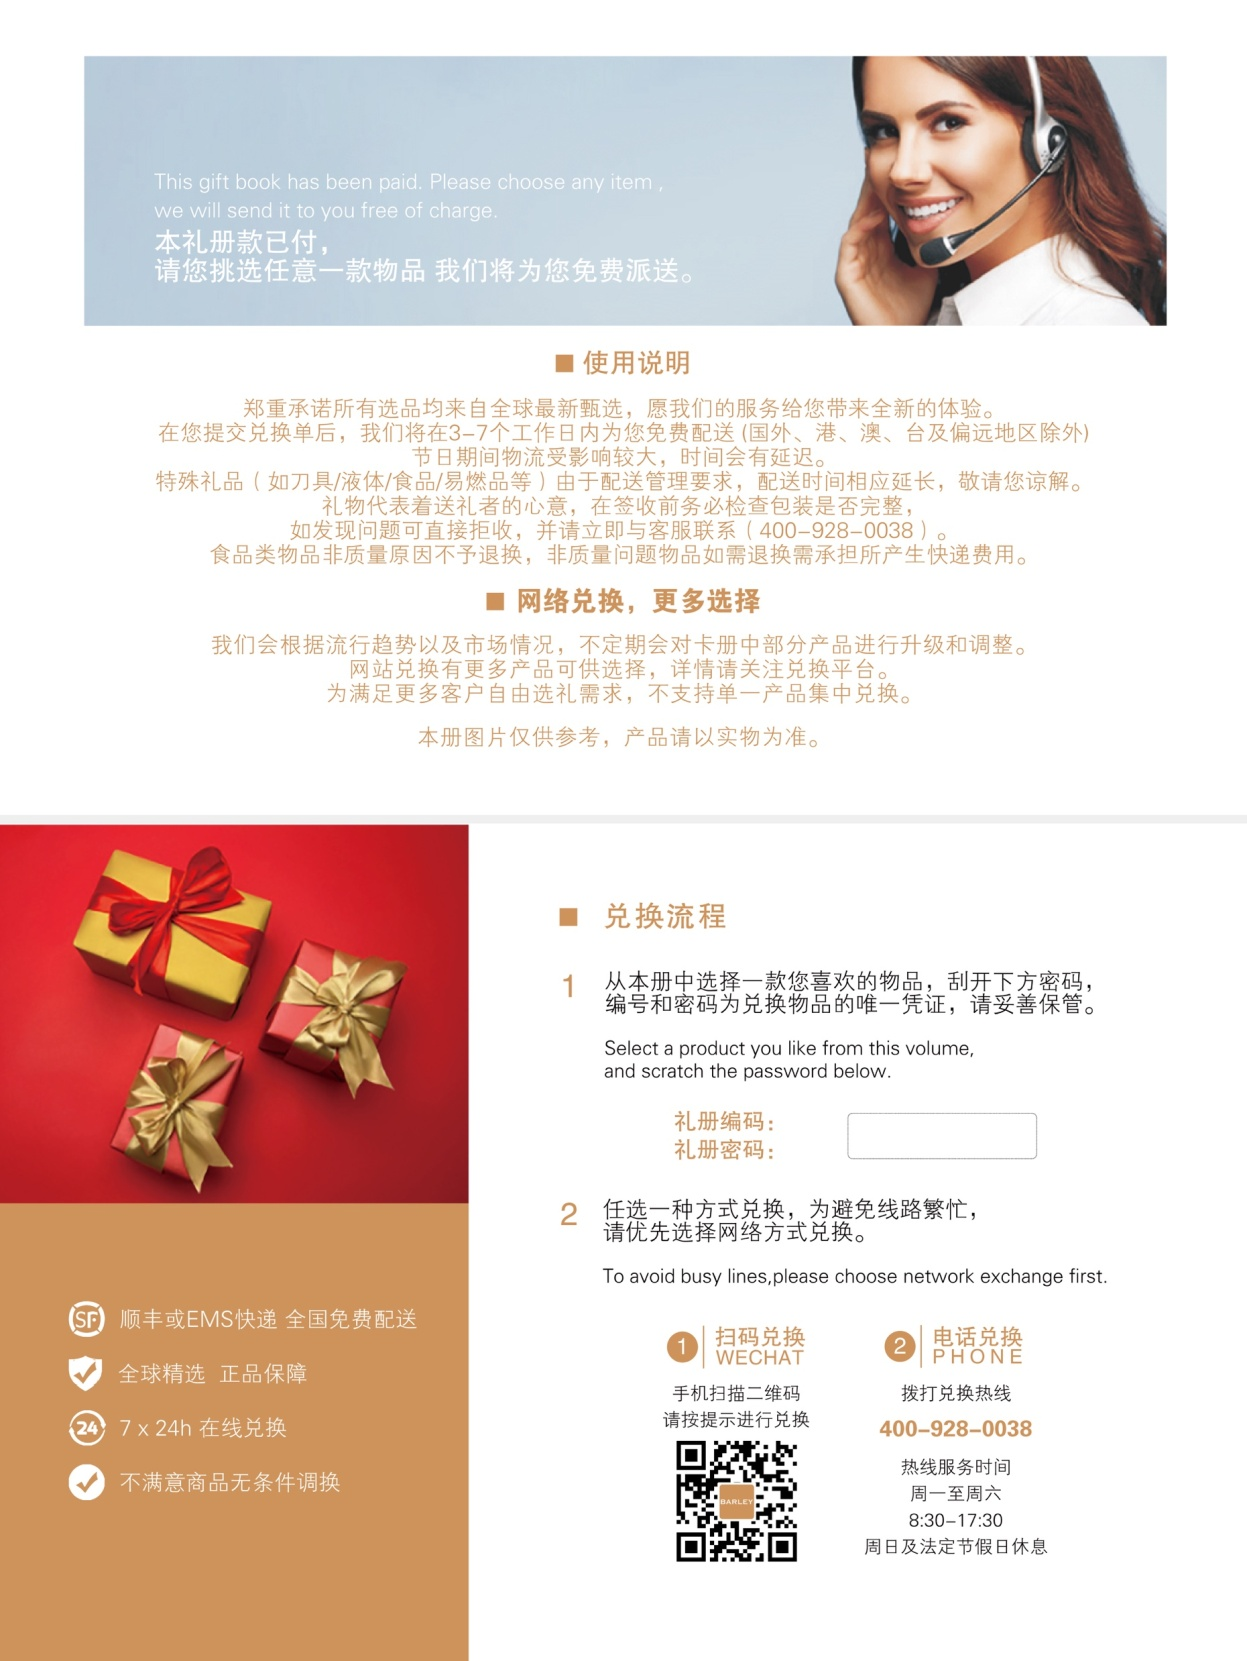 This gift book has been paid. Please choose any item ,
we will send it to you free of charge.
本礼册款已付，
请您挑选任意一款物品 我们将为您免费派送。
■ 使用说明
郑重承诺所有选品均来自全球最新甄选，愿我们的服务给您带来全新的体验。
在您提交兑换单后，我们将在3-7个工作日内为您免费配送 (国外、港、澳、台及偏远地区除外)
节日期间物流受影响较大，时间会有延迟。
特殊礼品（如刀具/液体/食品/易燃品等）由于配送管理要求，配送时间相应延长，敬请您谅解。
礼物代表着送礼者的心意，在签收前务必检查包装是否完整，
如发现问题可直接拒收，并请立即与客服联系（400-928-0038）。
食品类物品非质量原因不予退换，非质量问题物品如需退换需承担所产生快递费用。
■ 网络兑换，更多选择
我们会根据流行趋势以及市场情况，不定期会对卡册中部分产品进行升级和调整。
网站兑换有更多产品可供选择，详情请关注兑换平台。
为满足更多客户自由选礼需求，不支持单一产品集中兑换。
本册图片仅供参考，产品请以实物为准。
■ 兑换流程
1 从本册中选择一款您喜欢的物品，刮开下方密码，
编号和密码为兑换物品的唯一凭证，请妥善保管。
Select a product you like from this volume,
and scratch the password below.
礼册编码：
礼册密码：
2 任选一种方式兑换，为避免线路繁忙，
请优先选择网络方式兑换。
To avoid busy lines,please choose network exchange first.
1 扫码兑换
WECHAT
手机扫描二维码
请按提示进行兑换
BARLEY
2 电话兑换
PHONE
拨打兑换热线
400-928-0038
热线服务时间
周一至周六
8:30-17:30
周日及法定节假日休息
SF 顺丰或EMS快递 全国免费配送
全球精选 正品保障
24 7 x 24h 在线兑换
不满意商品无条件调换